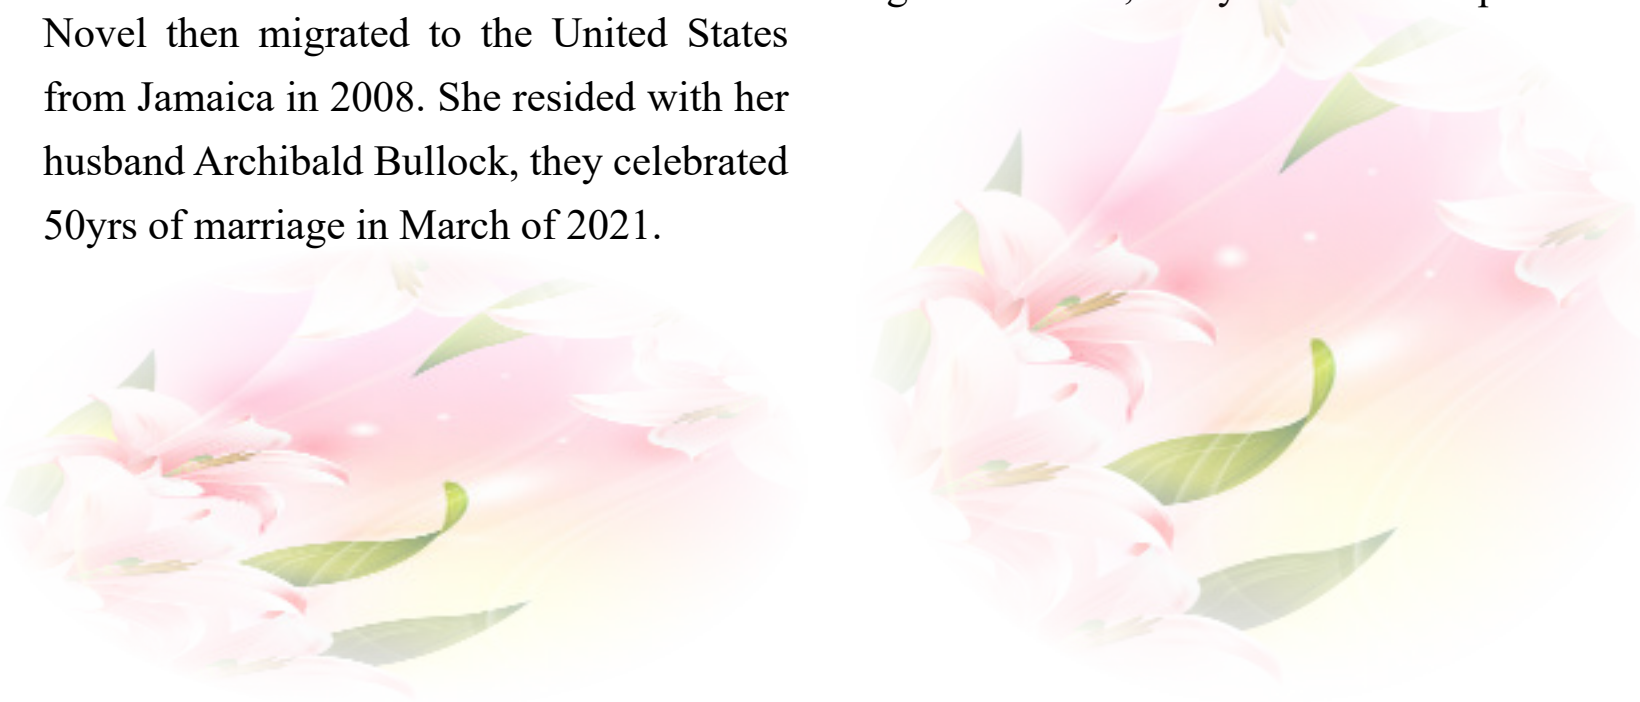 Novel then migrated to the United States
from Jamaica in 2008. She resided with her
husband Archibald Bullock, they celebrated
50yrs of marriage in March of 2021.